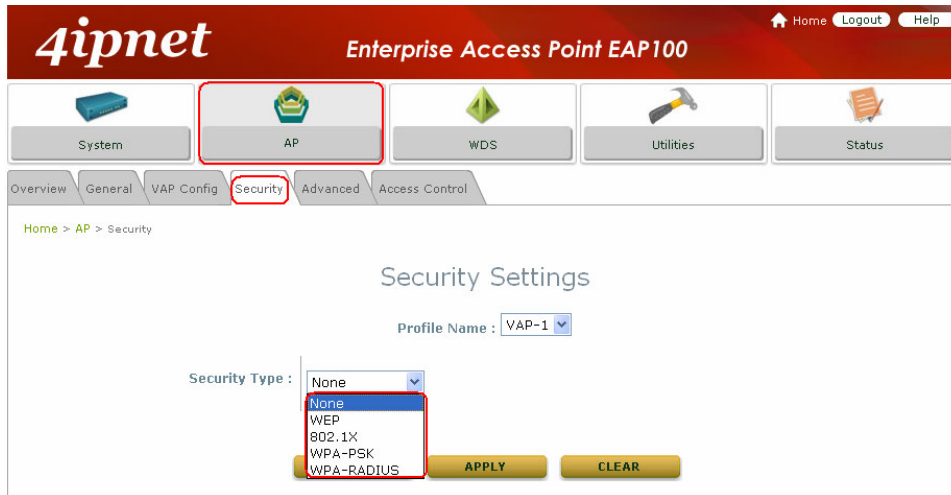 4ipnet
Enterprise Access Point EAP100
Home Logout Help
System AP WDS Utilities Status
Overview General VAP Config Security Advanced Access Control
Home > AP > Security
Security Settings
Profile Name : VAP-1
Security Type : None
None
WEP
802.1X
WPA-PSK
WPA-RADIUS
APPLY CLEAR